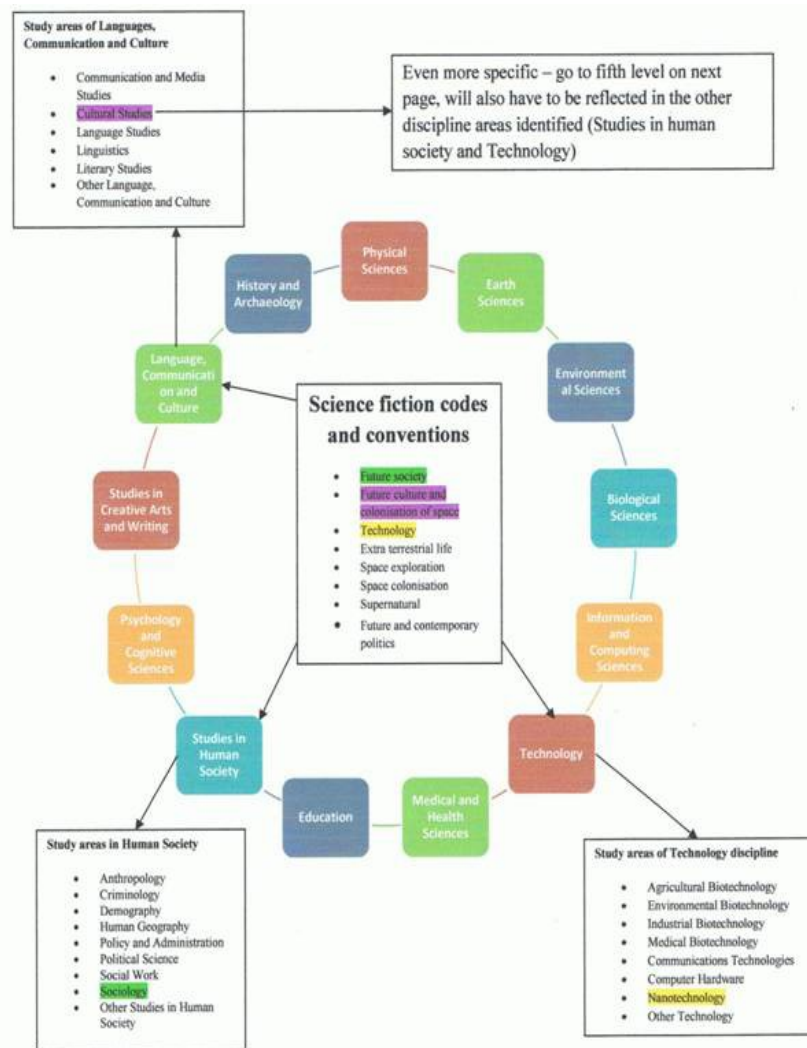 Study areas of Languages,
Communication and Culture
• Communication and Media
Studies
• Cultural Studies
• Language Studies
• Linguistics
• Literary Studies
• Other Language,
Communication and Culture
Even more specific – go to fifth level on next
page, will also have to be reflected in the other
discipline areas identified (Studies in human
society and Technology)
Physical
Sciences
Earth
Sciences
Environment
al Sciences
Biological
Sciences
Information
and
Computing
Sciences
Technology
Medical and
Health
Sciences
Education
Studies in
Human
Society
Psychology
and
Cognitive
Sciences
Studies in
Creative Arts
and Writing
Language,
Communicati
on and
Culture
History and
Archaeology
Science fiction codes
and conventions
• Future society
• Future culture and
colonisation of space
• Technology
• Extra terrestrial life
• Space exploration
• Space colonisation
• Supernatural
• Future and contemporary
politics
Study areas in Human Society
• Anthropology
• Criminology
• Demography
• Human Geography
• Policy and Administration
• Political Science
• Social Work
• Sociology
• Other Studies in Human
Society
Study areas of Technology discipline
• Agricultural Biotechnology
• Environmental Biotechnology
• Industrial Biotechnology
• Medical Biotechnology
• Communications Technologies
• Computer Hardware
• Nanotechnology
• Other Technology